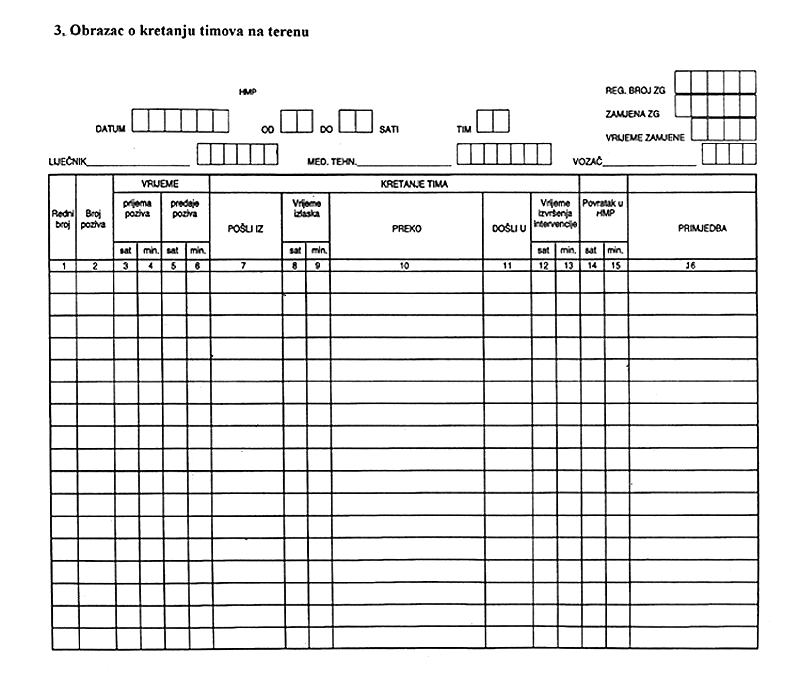 3. Obrazac o kretanju timova na terenu
HMP
REG. BROJ ZG
ZAMJENA ZG
DATUM OD DO SATI TIM
VRIJEME ZAMJENE
LIJEČNIK MED. TEHN. VOZAČ
VRIJEME KRETANJE TIMA
Redni broj Broj poziva prijema poziva predaje poziva POŠLI IZ Vrijeme izlaska PREKO DOŠLI U Vrijeme izvršenja intervencije Povratak u HMP PRIMJEDBA
sat min. sat min. sat min. sat min. sat min.
1 2 3 4 5 6 7 8 9 10 11 12 13 14 15 16